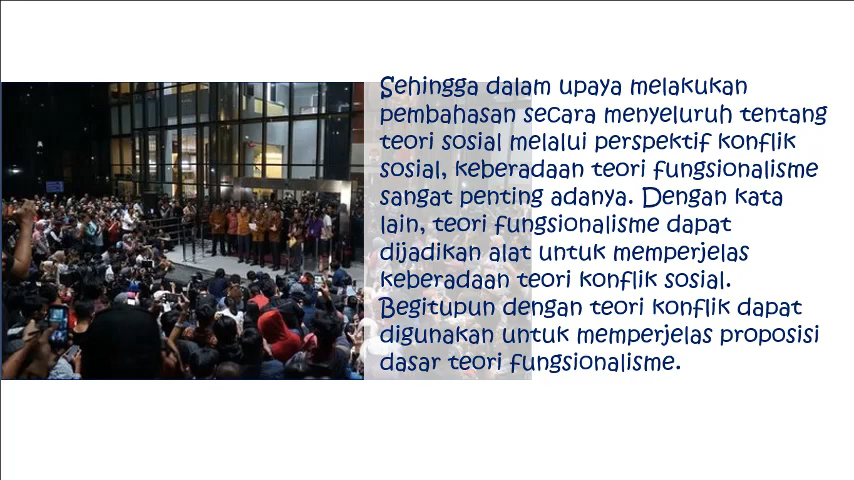 Sehingga dalam upaya melakukan
pembahasan secara menyeluruh tentang
teori sosial melalui perspektif konflik
sosial, keberadaan teori fungsionalisme
sangat penting adanya. Dengan kata
lain, teori fungsionalisme dapat
dijadikan alat untuk memperjelas
keberadaan teori konflik sosial.
Begitupun dengan teori konflik dapat
digunakan untuk memperjelas proposisi
dasar teori fungsionalisme.